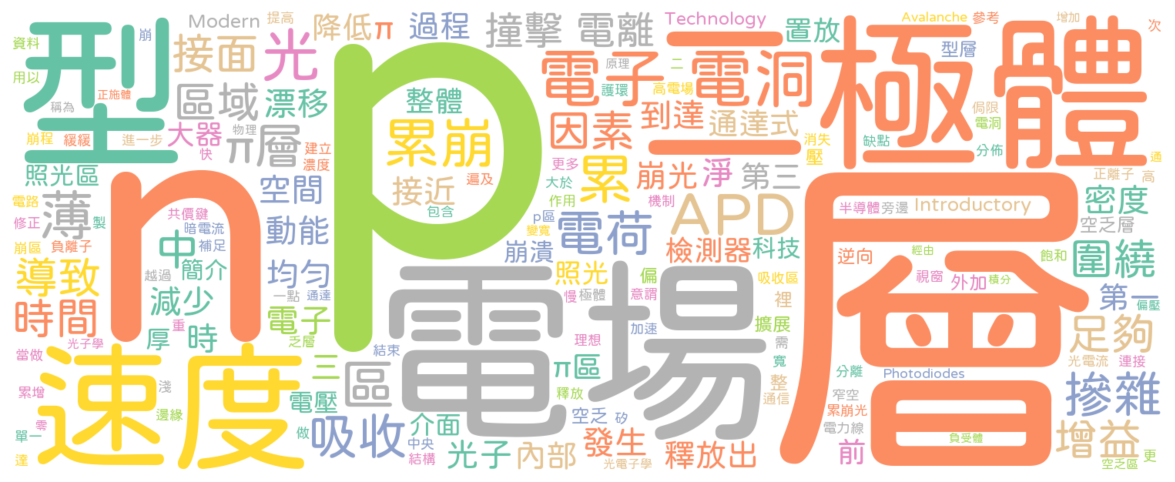 Modern
提高
資料
崩
型
接面
光
降低
π
過程
撞擊
電離
Technology
置放
Avalanche
參考
增加
次
用以
正施體
稱為
區域
漂移
整體
電子
原理
二
三
電洞
型層
極體
護環
高電場
侷限
電洞
崩程
緩緩
進一步
大器
物理
π層
快
建立
濃度
累崩
因素
到達
通達式
消失
壓
缺點
分佈
通
高
正離子
照光區
空間
接近
遍及
包含
更多
大於
作用
累
崩光
淨
機制
第三
密度
電路
修正
製
薄
共價鍵
暗電流
補足
負離子
崩區
n
p
動能
p區
變寬
電荷
APD
半導體
旁邊
Introductory
空乏層
中
簡介
越過
均勻
崩潰
檢測器
科技
逆向
經由
飽和
圍繞
導致
減少
一點
通達
照光
慢
極體
偏
意謂
吸收區
裡
視窗
外加
積分
第一
偏壓
時間
厚
重
時
電子
乏層
電場
加速
擴展
需
層
足夠
光子學
當做
速度
三
結束
理想
π區
寬
整
通信
分離
Photodiodes
光電流
連接
累增
淺
邊緣
區
電壓
釋放
窄空
累崩光
摻雜
零
單一
達
做
吸收
中央
結構
介面
空乏
矽
電力線
負受體
光子
內部
發生
光電子學
釋放出
前
增益
更
空乏區